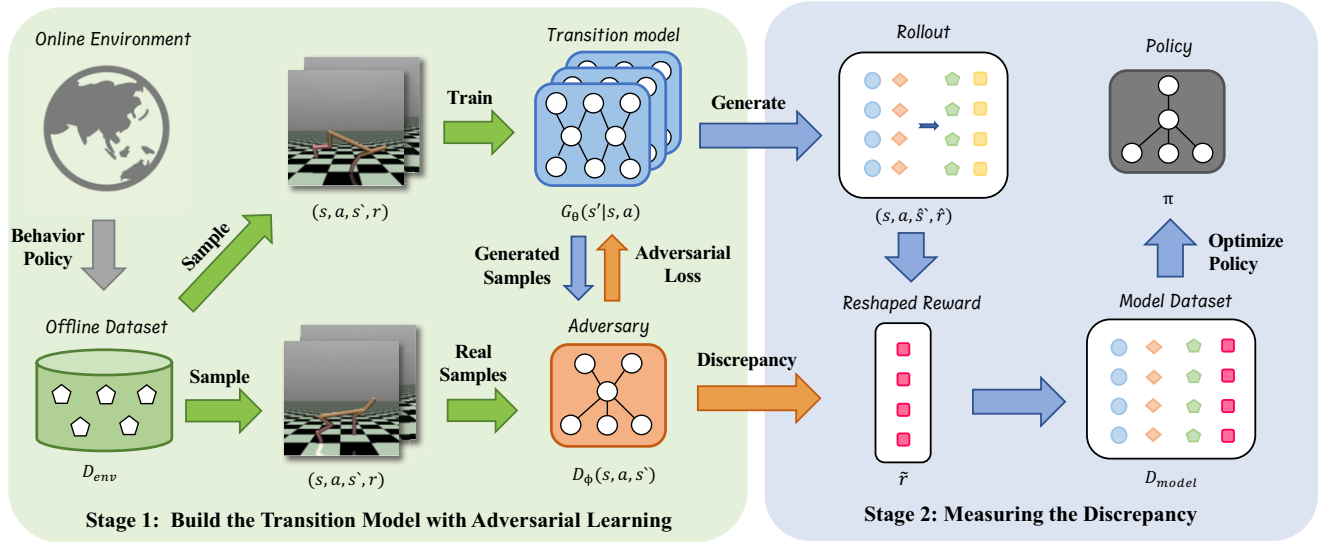 Online Environment
Behavior
Policy
Offline Dataset
D_env
Sample
Sample
(s, a, s`, r)
(s, a, s`, r)
Train
Real
Samples
Transition model
G_θ(s′|s, a)
Generated
Samples
Adversarial
Loss
Adversary
D_ϕ(s, a, s`)
Stage 1: Build the Transition Model with Adversarial Learning
Generate
Discrepancy
Rollout
(s, a, ŝ`, r̂)
Reshaped Reward
r̃
Policy
π
Optimize
Policy
Model Dataset
D_model
Stage 2: Measuring the Discrepancy